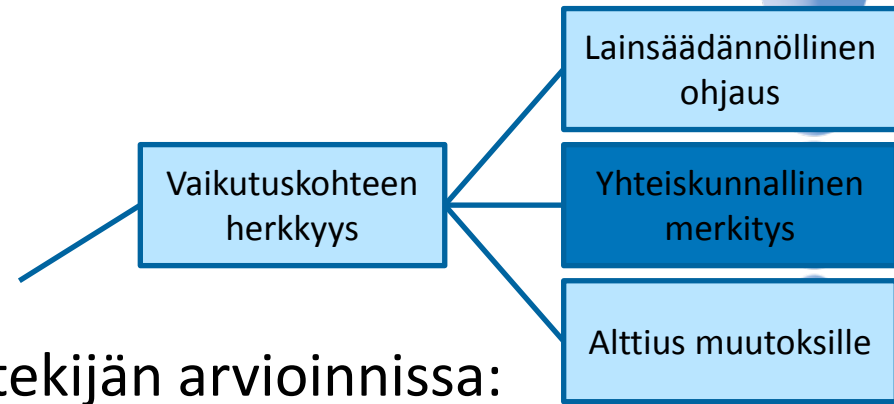 Lainsäädännöllinen
ohjaus
Vaikutuskohteen
herkkyys
Yhteiskunnallinen
merkitys
Alttius muutoksille
tekijän arvioinnissa: